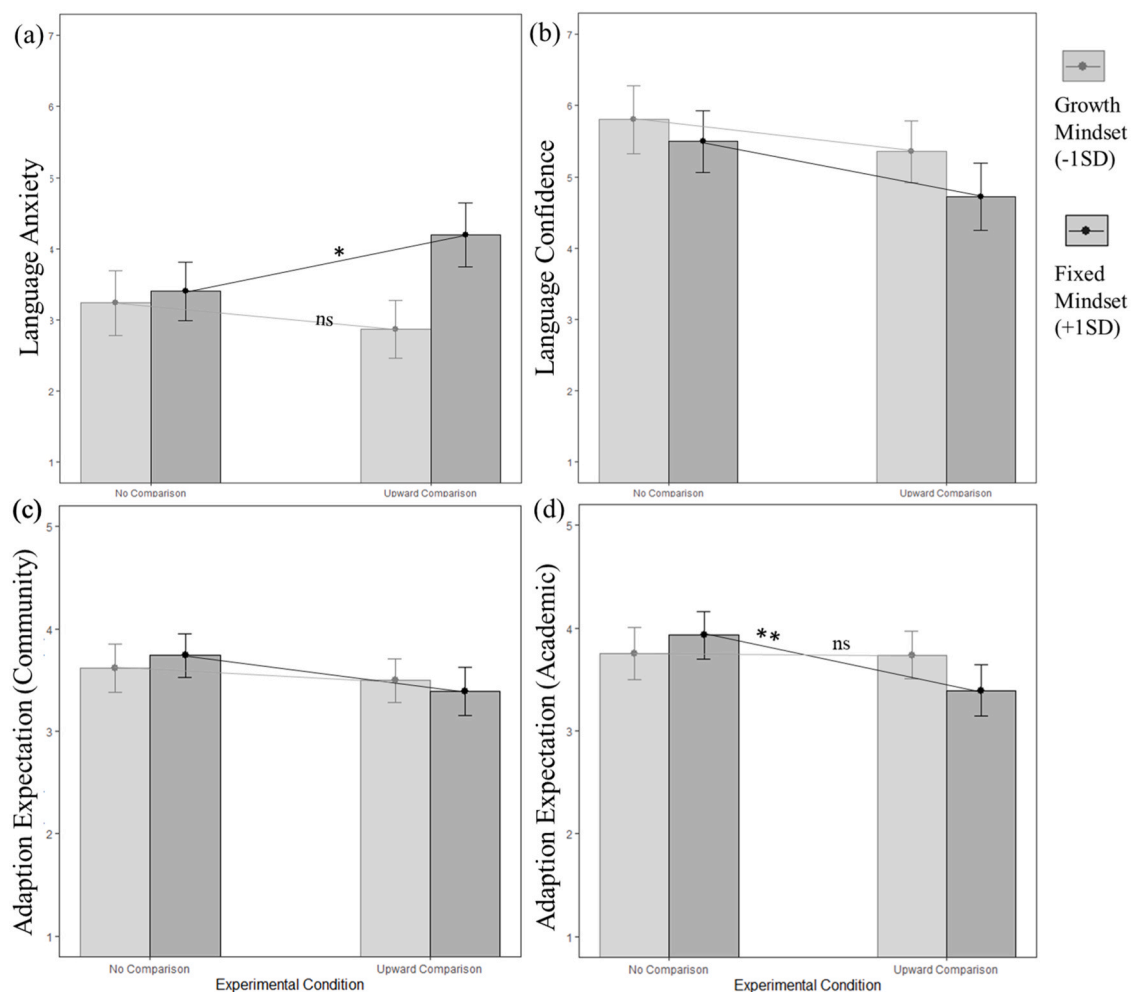 (a)
7
6
5
4
3
2
1
Language Anxiety
*
ns
No Comparison
Upward Comparison
(b)
7
6
5
4
3
2
1
Language Confidence
No Comparison
Upward Comparison
Growth
Mindset
(-1SD)
Fixed
Mindset
(+1SD)
(c)
5
4
3
2
1
Adaption Expectation (Community)
No Comparison
Upward Comparison
Experimental Condition
(d)
5
4
3
2
1
Adaption Expectation (Academic)
**
ns
No Comparison
Upward Comparison
Experimental Condition